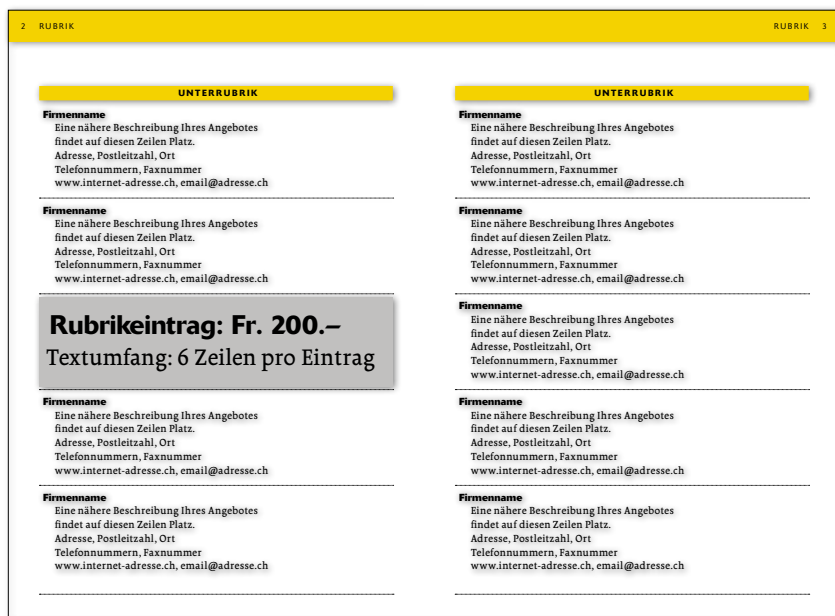 2 RUBRIK
RUBRIK 3
UNTERRUBRIK
Firmenname
Eine nähere Beschreibung Ihres Angebotes
findet auf diesen Zeilen Platz.
Adresse, Postleitzahl, Ort
Telefonnummern, Faxnummer
www.internet-adresse.ch, email@adresse.ch
Firmenname
Eine nähere Beschreibung Ihres Angebotes
findet auf diesen Zeilen Platz.
Adresse, Postleitzahl, Ort
Telefonnummern, Faxnummer
www.internet-adresse.ch, email@adresse.ch
Rubrikeintrag: Fr. 200.–
Textumfang: 6 Zeilen pro Eintrag
Firmenname
Eine nähere Beschreibung Ihres Angebotes
findet auf diesen Zeilen Platz.
Adresse, Postleitzahl, Ort
Telefonnummern, Faxnummer
www.internet-adresse.ch, email@adresse.ch
Firmenname
Eine nähere Beschreibung Ihres Angebotes
findet auf diesen Zeilen Platz.
Adresse, Postleitzahl, Ort
Telefonnummern, Faxnummer
www.internet-adresse.ch, email@adresse.ch
UNTERRUBRIK
Firmenname
Eine nähere Beschreibung Ihres Angebotes
findet auf diesen Zeilen Platz.
Adresse, Postleitzahl, Ort
Telefonnummern, Faxnummer
www.internet-adresse.ch, email@adresse.ch
Firmenname
Eine nähere Beschreibung Ihres Angebotes
findet auf diesen Zeilen Platz.
Adresse, Postleitzahl, Ort
Telefonnummern, Faxnummer
www.internet-adresse.ch, email@adresse.ch
Firmenname
Eine nähere Beschreibung Ihres Angebotes
findet auf diesen Zeilen Platz.
Adresse, Postleitzahl, Ort
Telefonnummern, Faxnummer
www.internet-adresse.ch, email@adresse.ch
Firmenname
Eine nähere Beschreibung Ihres Angebotes
findet auf diesen Zeilen Platz.
Adresse, Postleitzahl, Ort
Telefonnummern, Faxnummer
www.internet-adresse.ch, email@adresse.ch
Firmenname
Eine nähere Beschreibung Ihres Angebotes
findet auf diesen Zeilen Platz.
Adresse, Postleitzahl, Ort
Telefonnummern, Faxnummer
www.internet-adresse.ch, email@adresse.ch